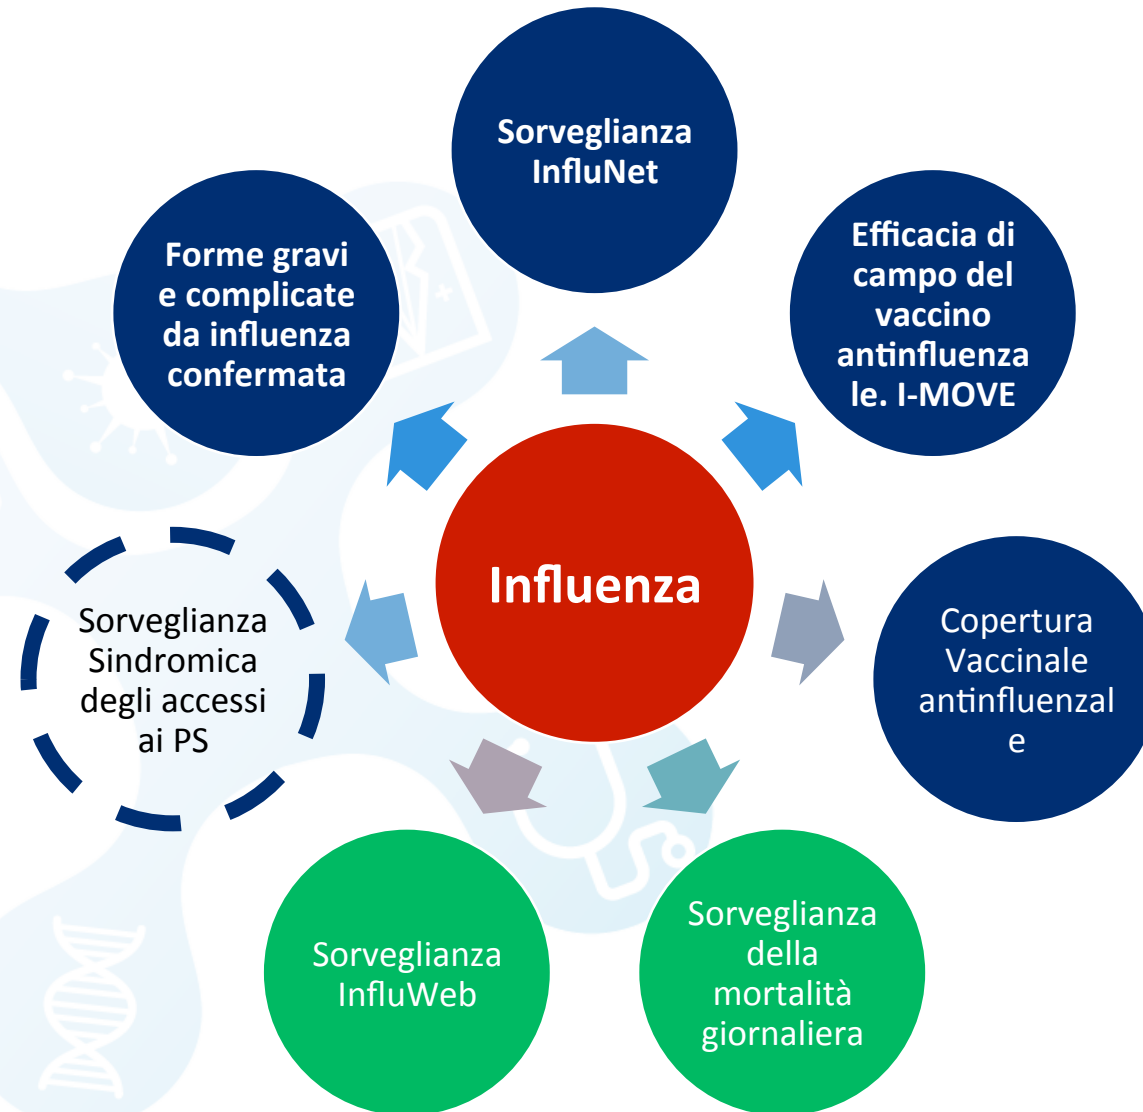 Sorveglianza
InfluNet
Forme gravi
e complicate
da influenza
confermata
Efficacia di
campo del
vaccino
antinfluenza
le. I-MOVE
Influenza
Sorveglianza
Sindromica
degli accessi
ai PS
Copertura
Vaccinale
antinfluenzal
e
Sorveglianza
InfluWeb
Sorveglianza
della
mortalità
giornaliera